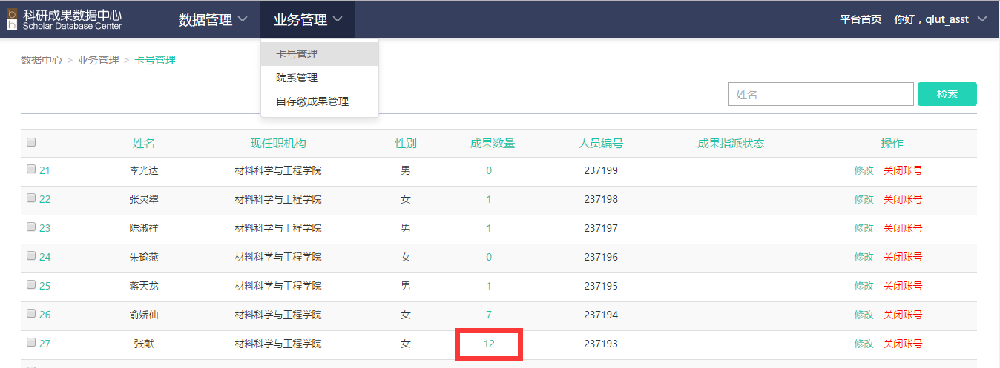 科研成果数据中心
Scholar Database Center
数据管理 业务管理 平台首页 你好，qlut_asst
卡号管理
院系管理
自存缴成果管理
数据中心 > 业务管理 > 卡号管理
姓名 检索
姓名 现任职机构 性别 成果数量 人员编号 成果指派状态 操作
21 李光达 材料科学与工程学院 男 0 237199 修改 关闭账号
22 张灵翠 材料科学与工程学院 女 1 237198 修改 关闭账号
23 陈淑祥 材料科学与工程学院 男 1 237197 修改 关闭账号
24 朱瑜燕 材料科学与工程学院 女 0 237196 修改 关闭账号
25 蒋天龙 材料科学与工程学院 男 1 237195 修改 关闭账号
26 俞娇仙 材料科学与工程学院 女 7 237194 修改 关闭账号
27 张献 材料科学与工程学院 女 12 237193 修改 关闭账号